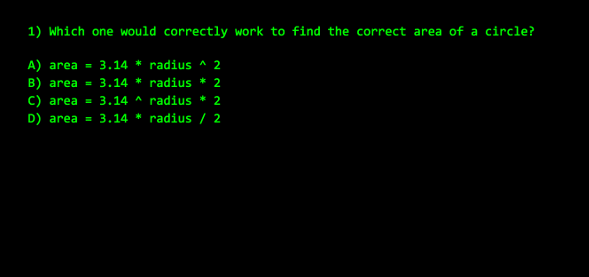 1) Which one would correctly work to find the correct area of a circle?
A) area = 3.14 * radius ^ 2
B) area = 3.14 * radius * 2
C) area = 3.14 ^ radius * 2
D) area = 3.14 * radius / 2